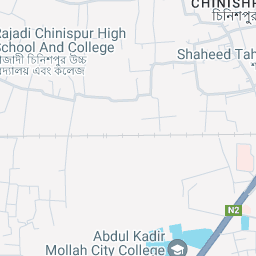 CHINISHP
চিনিশপু
Rajadi Chinispur High
School And College
রাজাদী চিনিশপুর উচ্চ
বিদ্যালয় এবং কলেজ
Shaheed Tah
N2
Abdul Kadir
Mollah City College